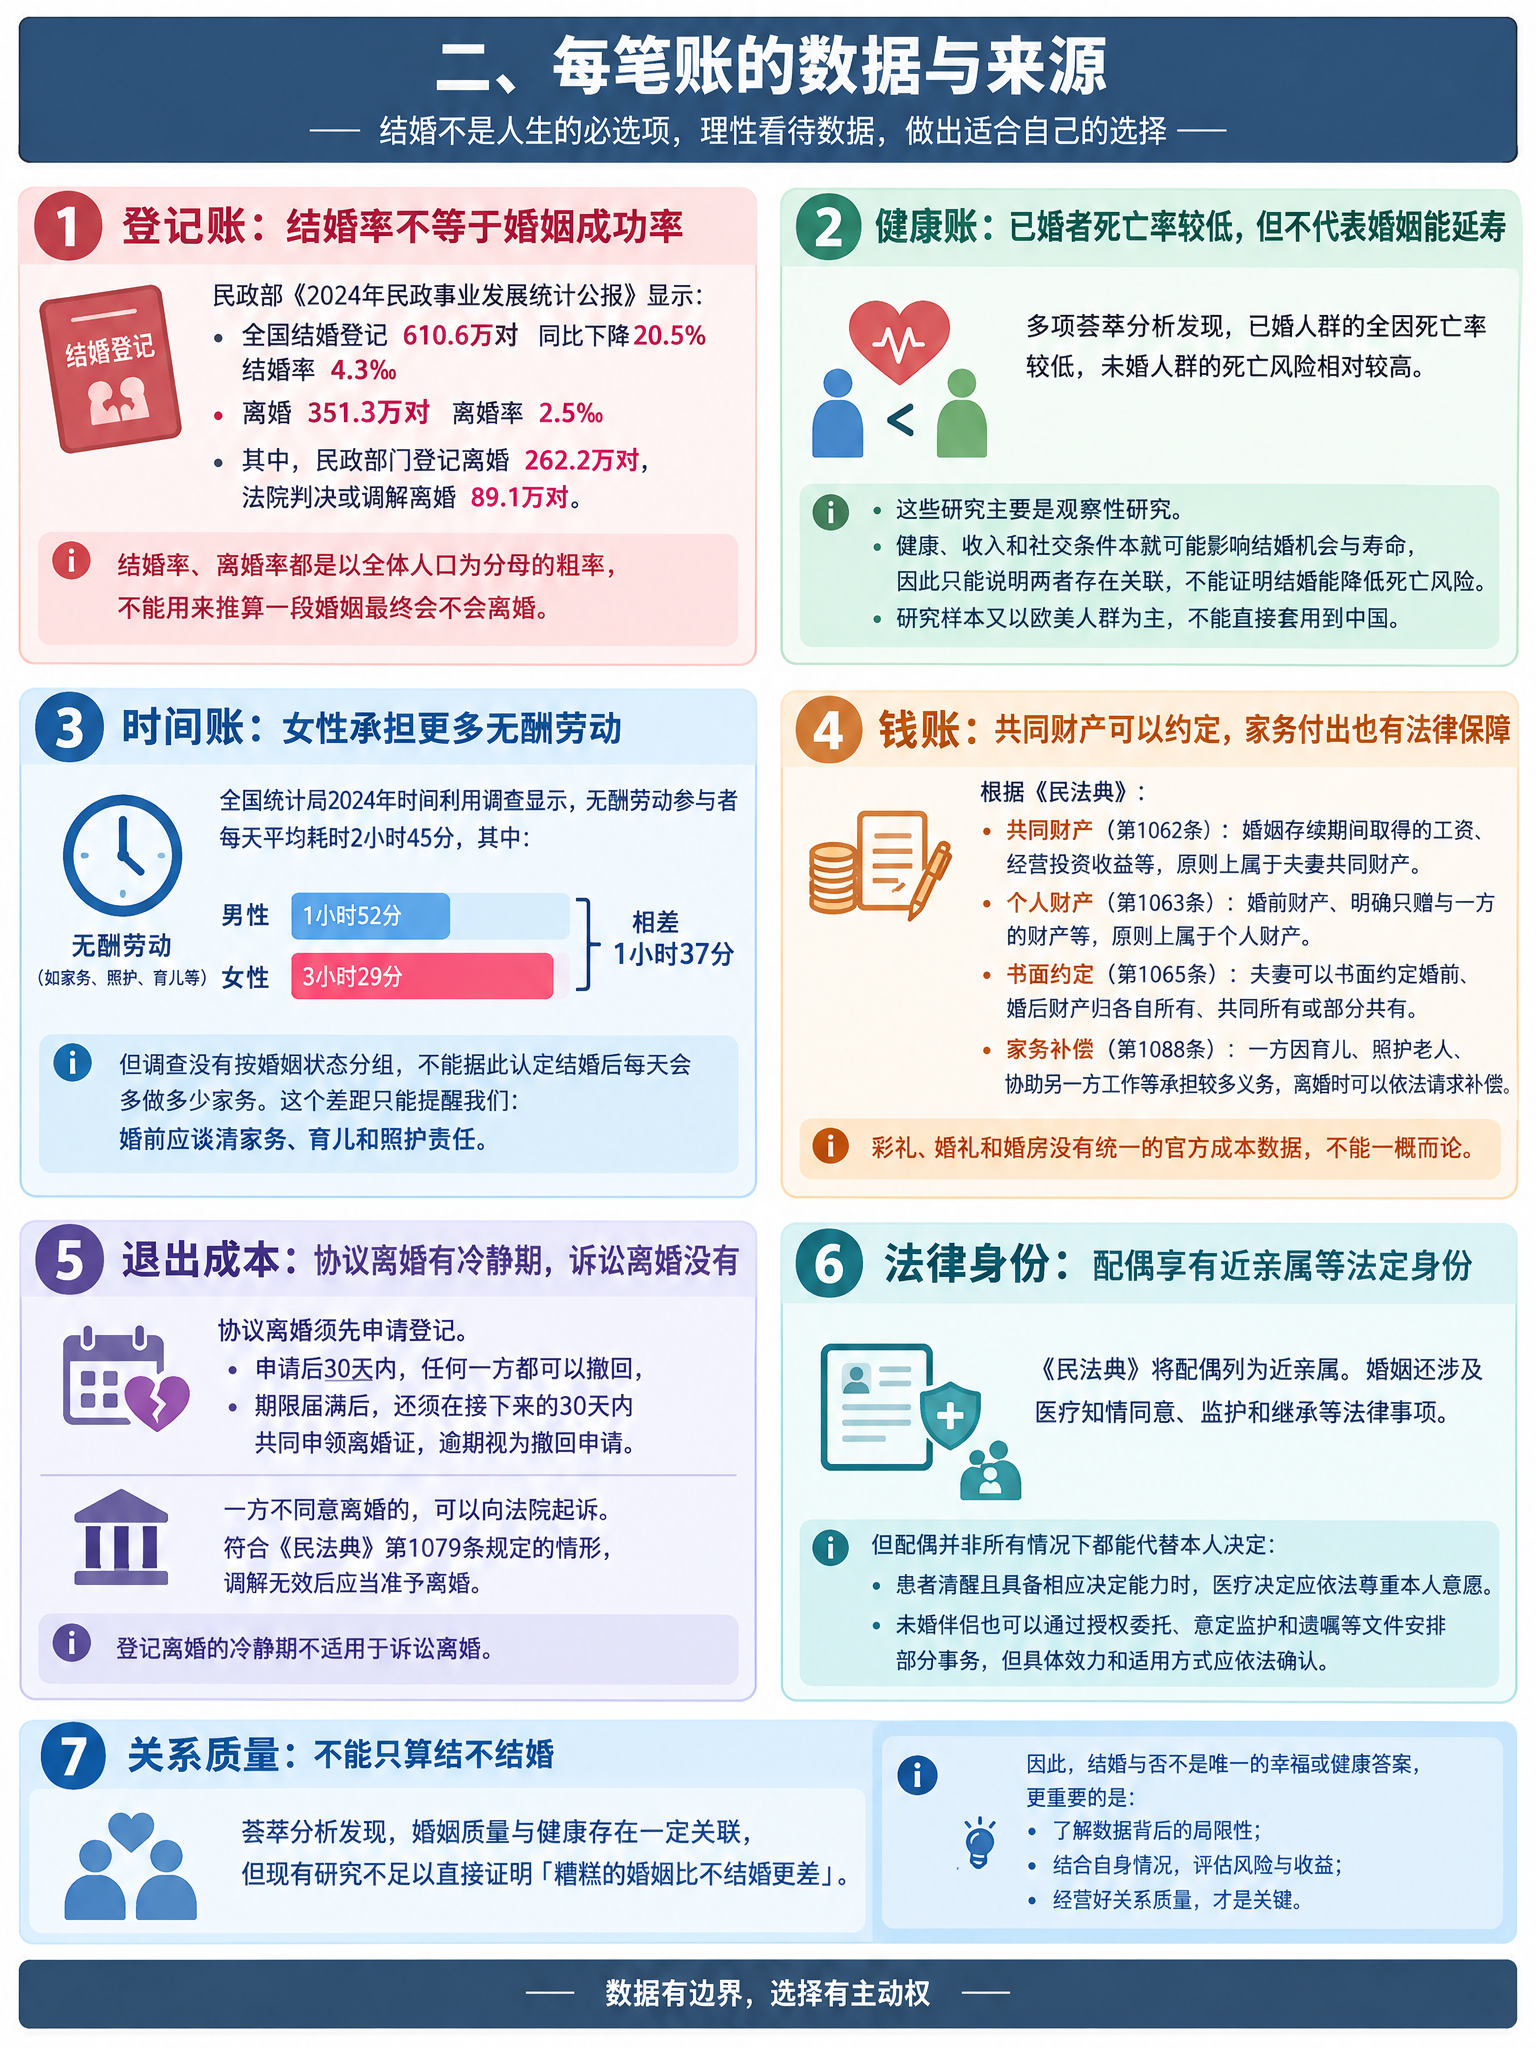 二、每笔账的数据与来源
结婚不是人生的必选项，理性看待数据，做出适合自己的选择
1 登记账：结婚率不等于婚姻成功率
结婚登记
民政部《2024年民政事业发展统计公报》显示：
• 全国结婚登记 610.6万对 同比下降20.5%
结婚率 4.3‰
• 离婚 351.3万对 离婚率 2.5‰
• 其中，民政部门登记离婚 262.2万对，
法院判决或调解离婚 89.1万对。
i 结婚率、离婚率都是以全体人口为分母的粗率，
不能用来推算一段婚姻最终会不会离婚。
2 健康账：已婚者死亡率较低，但不代表婚姻能延寿
<
多项荟萃分析发现，已婚人群的全因死亡率
较低，未婚人群的死亡风险相对较高。
i • 这些研究主要是观察性研究。
• 健康、收入和社交条件本就可能影响结婚机会与寿命，
因此只能说明两者存在关联，不能证明结婚能降低死亡风险。
• 研究样本又以欧美人群为主，不能直接套用到中国。
3 时间账：女性承担更多无酬劳动
全国统计局2024年时间利用调查显示，无酬劳动参与者
每天平均耗时2小时45分，其中：
无酬劳动
（如家务、照护、育儿等）
男性 1小时52分
女性 3小时29分
相差
1小时37分
i 但调查没有按婚姻状态分组，不能据此认定结婚后每天会
多做多少家务。这个差距只能提醒我们：
婚前应谈清家务、育儿和照护责任。
4 钱账：共同财产可以约定，家务付出也有法律保障
根据《民法典》：
• 共同财产（第1062条）：婚姻存续期间取得的工资、
经营投资收益等，原则上属于夫妻共同财产。
• 个人财产（第1063条）：婚前财产、明确只赠与一方
的财产等，原则上属于个人财产。
• 书面约定（第1065条）：夫妻可以书面约定婚前、
婚后财产归各自所有、共同所有或部分共有。
• 家务补偿（第1088条）：一方因育儿、照护老人、
协助另一方工作等承担较多义务，离婚时可以依法请求补偿。
i 彩礼、婚礼和婚房没有统一的官方成本数据，不能一概而论。
5 退出成本：协议离婚有冷静期，诉讼离婚没有
协议离婚须先申请登记。
• 申请后30天内，任何一方都可以撤回，
• 期限届满后，还须在接下来的30天内
共同申领离婚证，逾期视为撤回申请。
一方不同意离婚的，可以向法院起诉。
符合《民法典》第1079条规定的情形，
调解无效后应当准予离婚。
i 登记离婚的冷静期不适用于诉讼离婚。
6 法律身份：配偶享有近亲属等法定身份
《民法典》将配偶列为近亲属。婚姻还涉及
医疗知情同意、监护和继承等法律事项。
i 但配偶并非所有情况下都能代替本人决定：
• 患者清醒且具备相应决定能力时，医疗决定应依法尊重本人意愿。
• 未婚伴侣也可以通过授权委托、意定监护和遗嘱等文件安排
部分事务，但具体效力和适用方式应依法确认。
7 关系质量：不能只算结不结婚
荟萃分析发现，婚姻质量与健康存在一定关联，
但现有研究不足以直接证明「糟糕的婚姻比不结婚更差」。
i 因此，结婚与否不是唯一的幸福或健康答案，
更重要的是：
• 了解数据背后的局限性；
• 结合自身情况，评估风险与收益；
• 经营好关系质量，才是关键。
数据有边界，选择有主动权